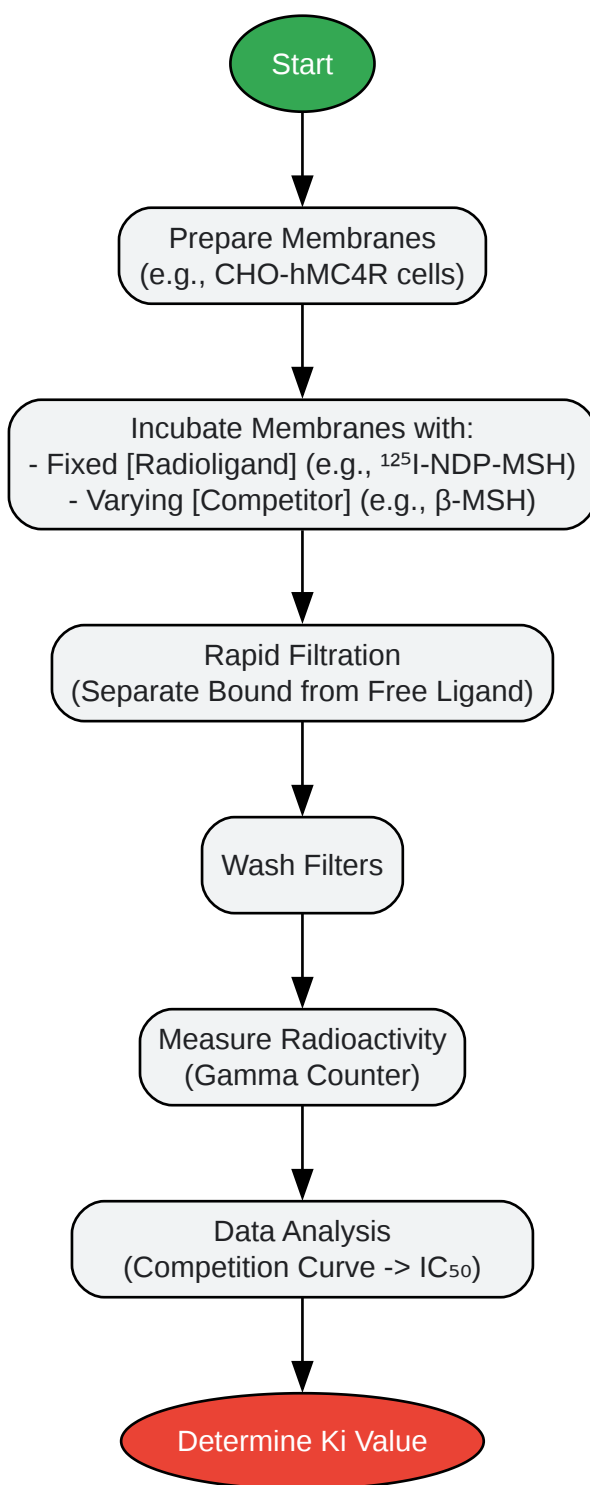 Start
Prepare Membranes
(e.g., CHO-hMC4R cells)
Incubate Membranes with:
- Fixed [Radioligand] (e.g., ¹²⁵I-NDP-MSH)
- Varying [Competitor] (e.g., β-MSH)
Rapid Filtration
(Separate Bound from Free Ligand)
Wash Filters
Measure Radioactivity
(Gamma Counter)
Data Analysis
(Competition Curve -> IC₅₀)
Determine Ki Value